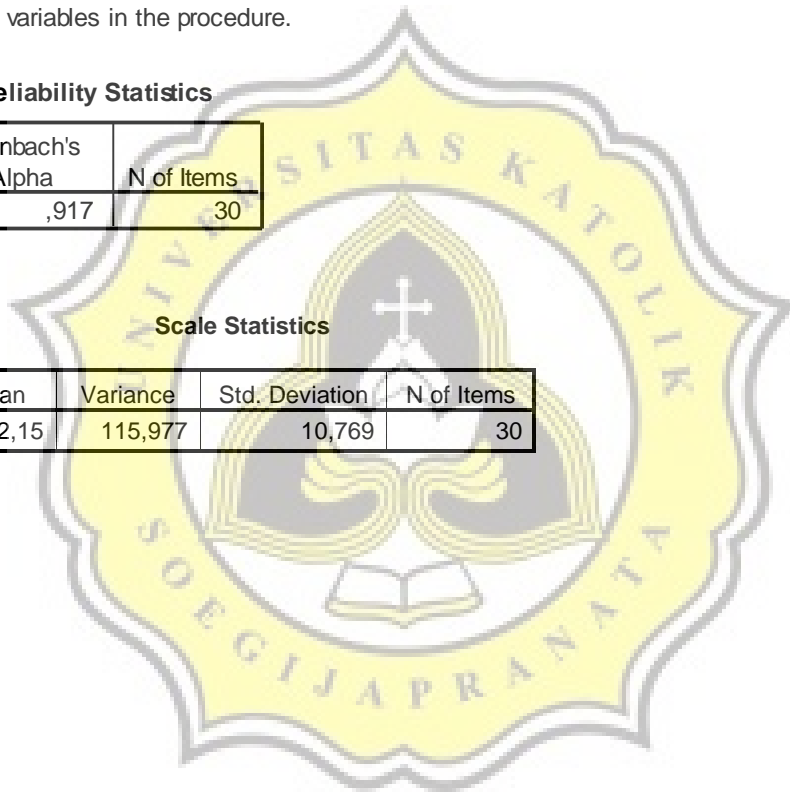 variables in the procedure.
eliability Statistics
nbach's
Alpha N of Items
,917 30
Scale Statistics
an Variance Std. Deviation N of Items
2,15 115,977 10,769 30
UNIVERSITAS KATOLIK
SOEGIJAPRANATA